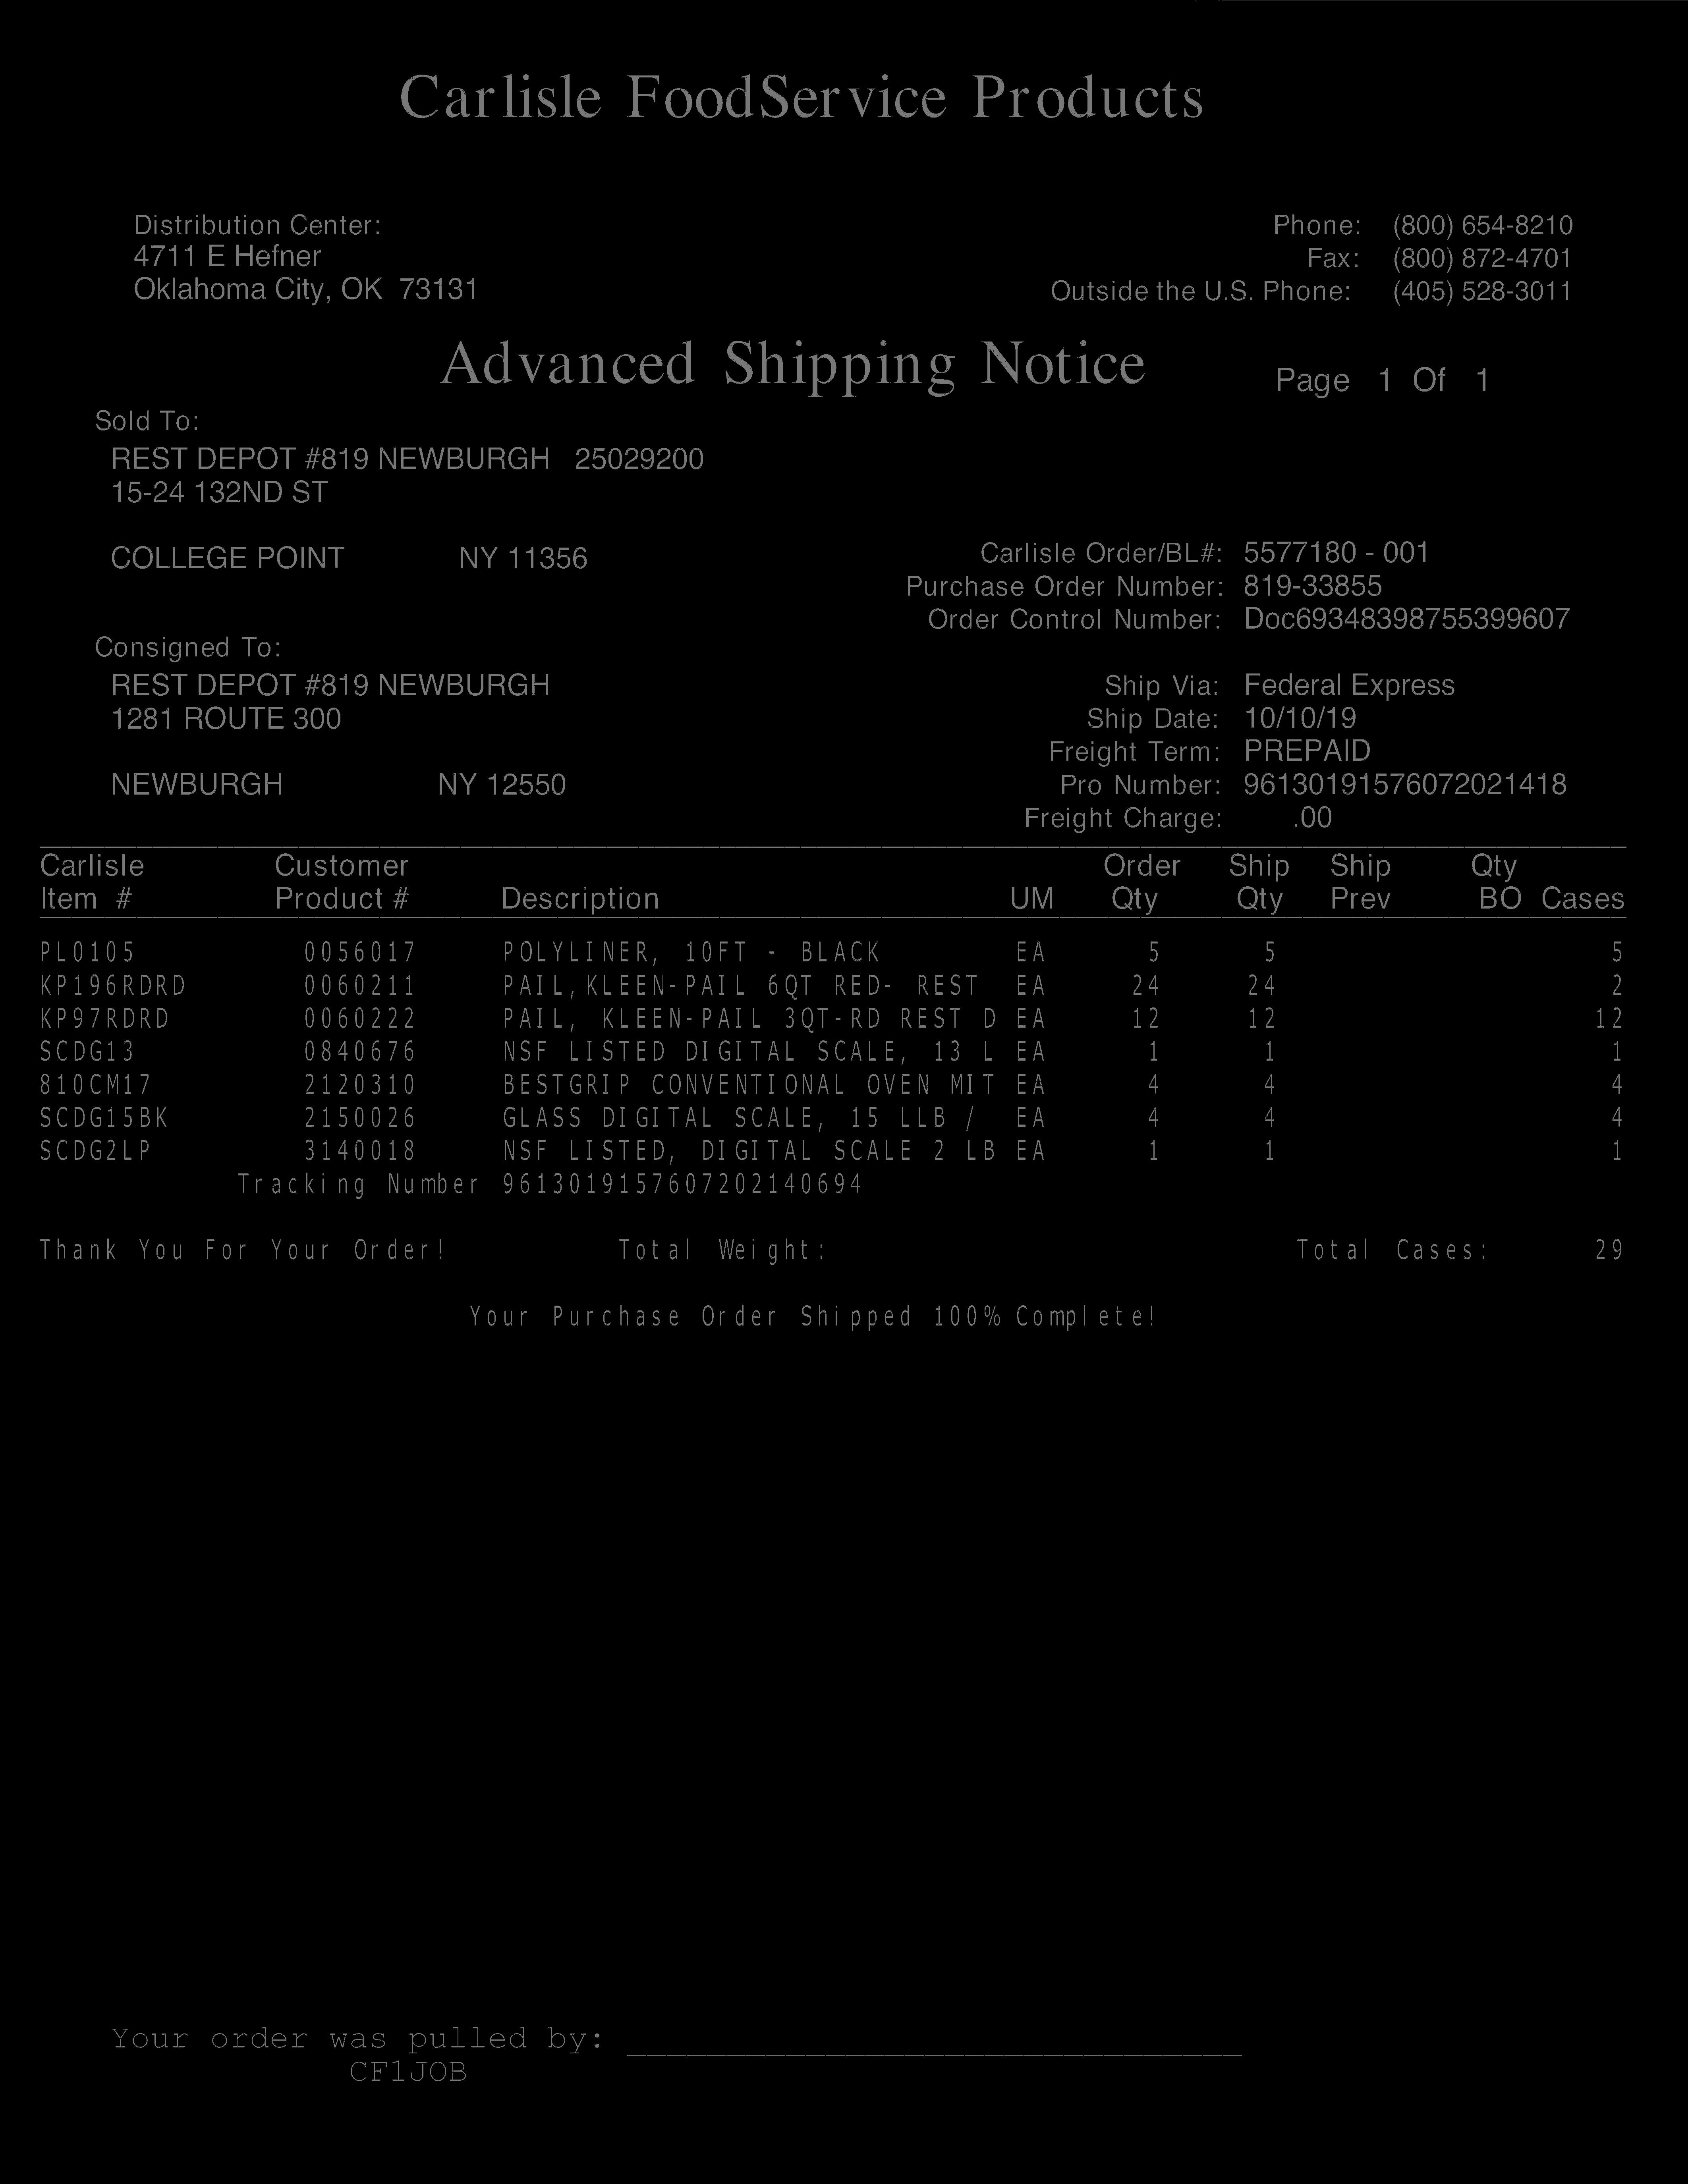 Carlisle FoodService Products
Distribution Center:
4711 E Hefner
Oklahoma City, OK 73131
Phone: (800) 654-8210
Fax: (800) 872-4701
Outside the U.S. Phone: (405) 528-3011
Advanced Shipping Notice Page 1 Of 1
Sold To:
REST DEPOT #819 NEWBURGH 25029200
15-24 132ND ST
COLLEGE POINT NY 11356
Carlisle Order/BL#: 5577180 - 001
Purchase Order Number: 819-33855
Order Control Number: Doc69348398755399607
Consigned To:
REST DEPOT #819 NEWBURGH
1281 ROUTE 300
NEWBURGH NY 12550
Ship Via: Federal Express
Ship Date: 10/10/19
Freight Term: PREPAID
Pro Number: 96130191576072021418
Freight Charge: .00
Carlisle Customer Order Ship Ship Qty
Item # Product # Description UM Qty Qty Prev BO Cases
PL0105 0056017 POLYLINER, 10FT - BLACK EA 5 5 5
KP196RDRD 0060211 PAIL,KLEEN-PAIL 6QT RED- REST EA 24 24 2
KP97RDRD 0060222 PAIL, KLEEN-PAIL 3QT-RD REST D EA 12 12 12
SCDG13 0840676 NSF LISTED DIGITAL SCALE, 13 L EA 1 1 1
810CM17 2120310 BESTGRIP CONVENTIONAL OVEN MIT EA 4 4 4
SCDG15BK 2150026 GLASS DIGITAL SCALE, 15 LLB / EA 4 4 4
SCDG2LP 3140018 NSF LISTED, DIGITAL SCALE 2 LB EA 1 1 1
Tracking Number 9613019157607202140694
Thank You For Your Order! Total Weight: Total Cases: 29
Your Purchase Order Shipped 100% Complete!
Your order was pulled by:
CF1JOB